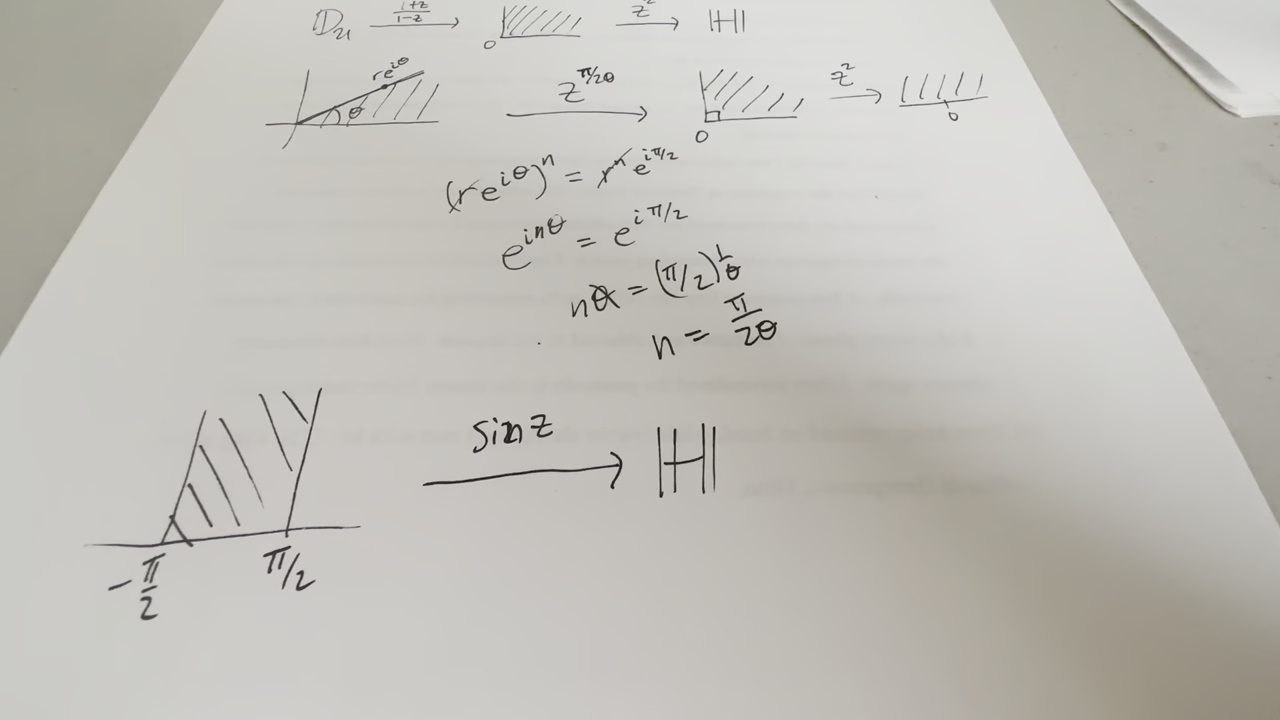 𝔻₂₁ (1+z)/(1-z) → 0 z² → ℍ
re^{iθ} θ z^{π/2θ} → 0 z² → 0
(re^{iθ})^n = r^n e^{iπ/2}
e^{inθ} = e^{iπ/2}
nθ = (π/2) 1/θ
n = π/2θ
sin z → ℍ
-π/2 π/2